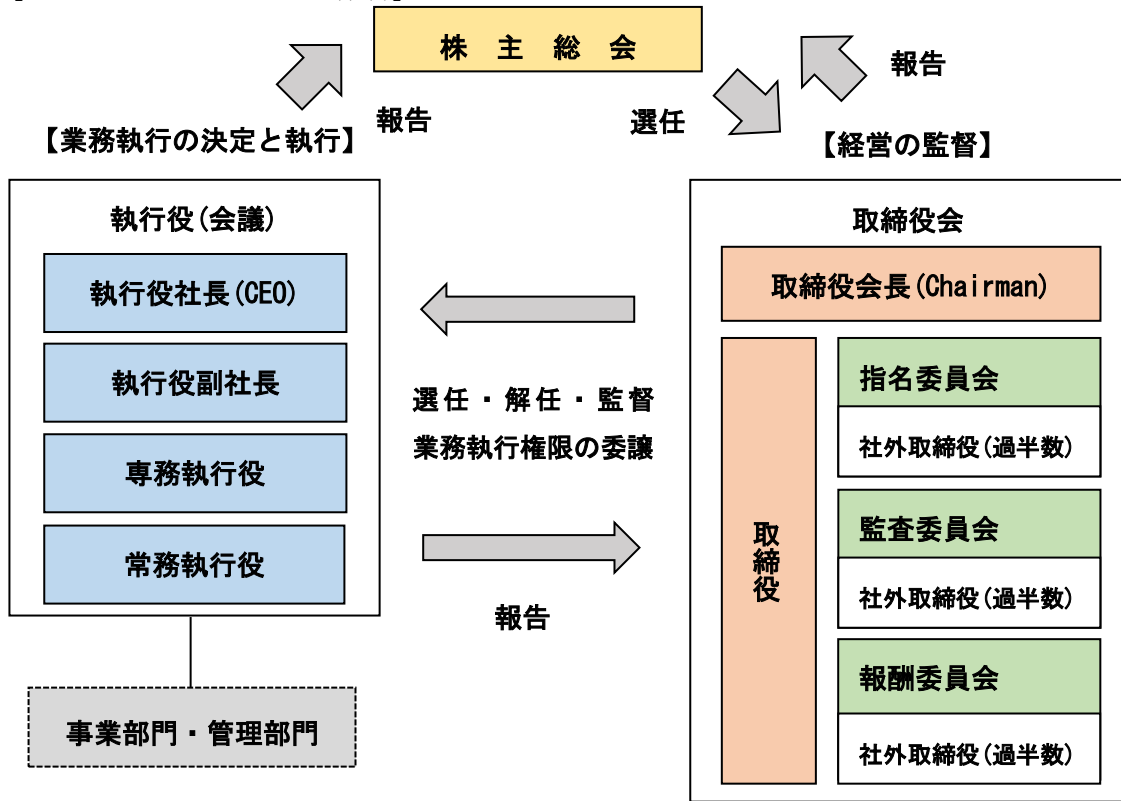 株主総会
報告
選任
報告
【業務執行の決定と執行】
【経営の監督】
執行役(会議)
執行役社長(CEO)
執行役副社長
専務執行役
常務執行役
事業部門・管理部門
選任・解任・監督
業務執行権限の委譲
報告
取締役会
取締役会長(Chairman)
取締役
指名委員会
社外取締役(過半数)
監査委員会
社外取締役(過半数)
報酬委員会
社外取締役(過半数)